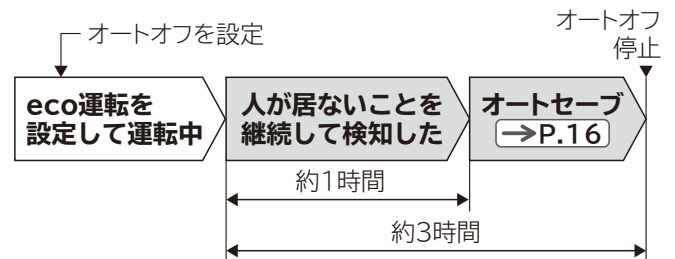 オートオフを設定
オートオフ
停止
eco運転を
設定して運転中
人が居ないことを
継続して検知した
オートセーブ
→P.16
約1時間
約3時間